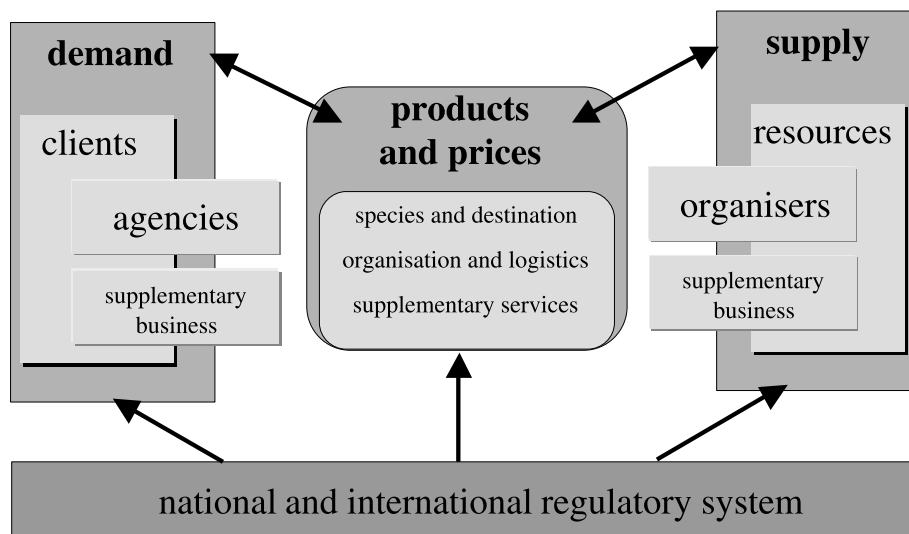 demand
clients
agencies
supplementary
business
products
and prices
species and destination
organisation and logistics
supplementary services
supply
resources
organisers
supplementary
business
national and international regulatory system